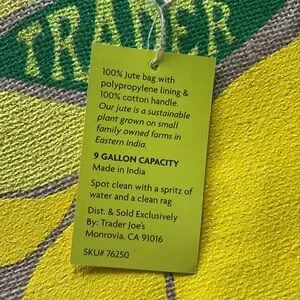 TRADER
100% Jute bag with
polypropylene lining &
100% cotton handle.
Our jute is a sustainable
plant grown on small
family owned farms in
Eastern India.
9 GALLON CAPACITY
Made in India
Spot clean with a spritz of
water and a clean rag
Dist. & Sold Exclusively
By: Trader Joe's
Monrovia, CA 91016
SKU# 76250